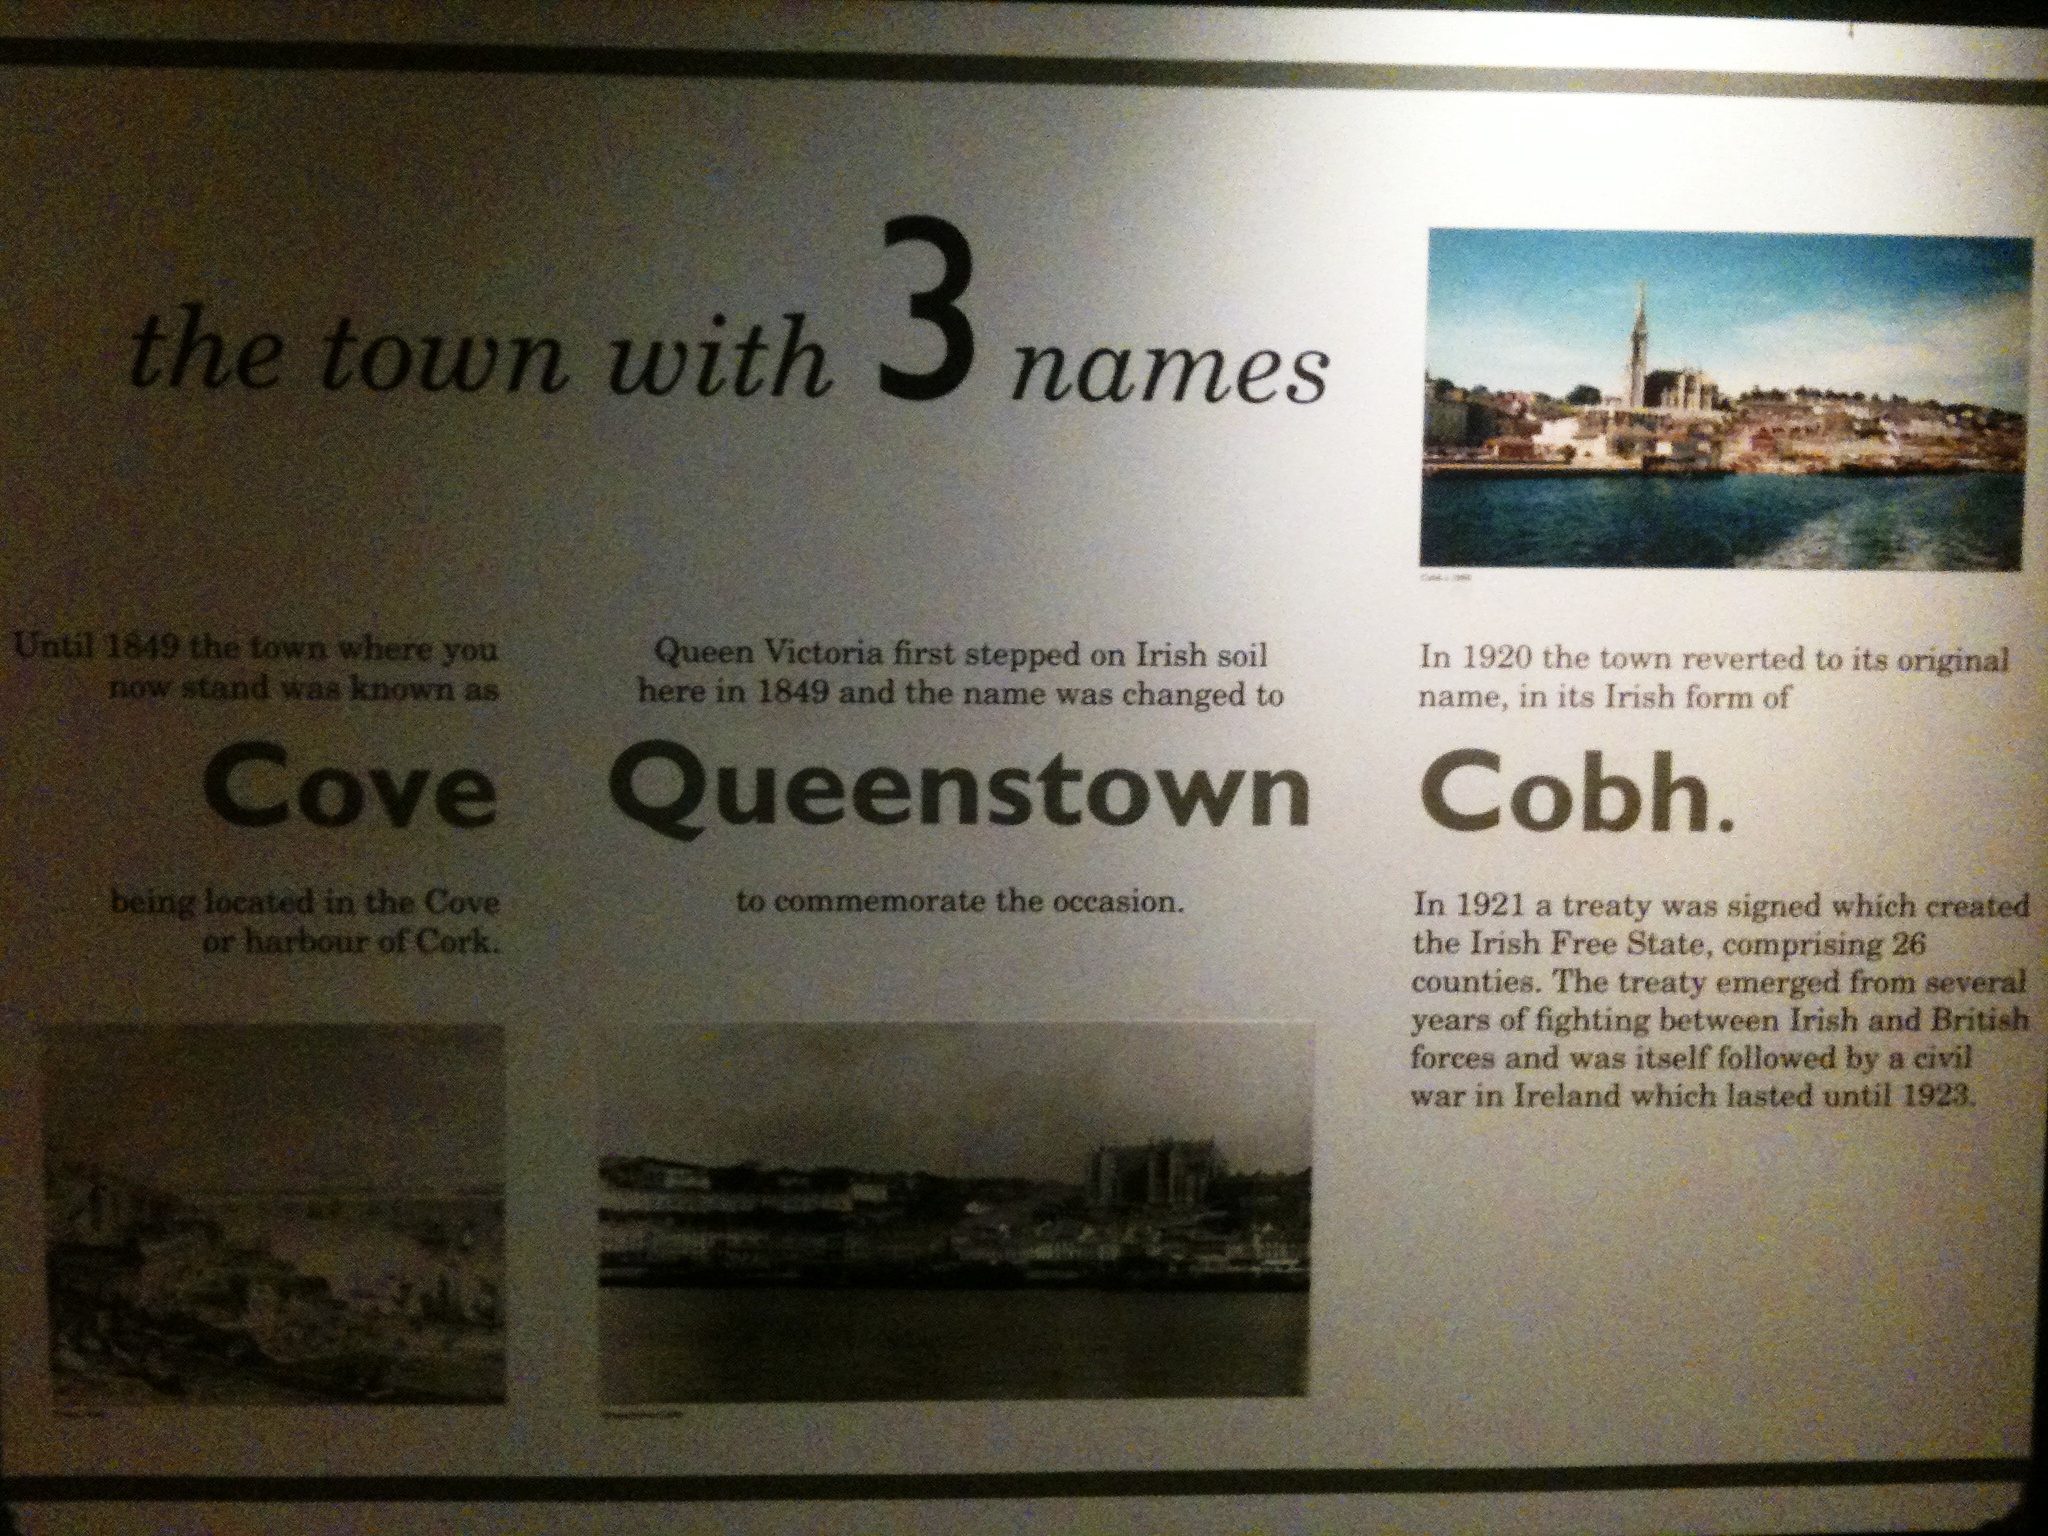 the town with 3 names
Until 1849 the town where you
now stand was known as
Cove
being located in the Cove
or harbour of Cork.
Queen Victoria first stepped on Irish soil
here in 1849 and the name was changed to
Queenstown
to commemorate the occasion.
In 1920 the town reverted to its original
name, in its Irish form of
Cobh.
In 1921 a treaty was signed which created
the Irish Free State, comprising 26
counties. The treaty emerged from several
years of fighting between Irish and British
forces and was itself followed by a civil
war in Ireland which lasted until 1923.